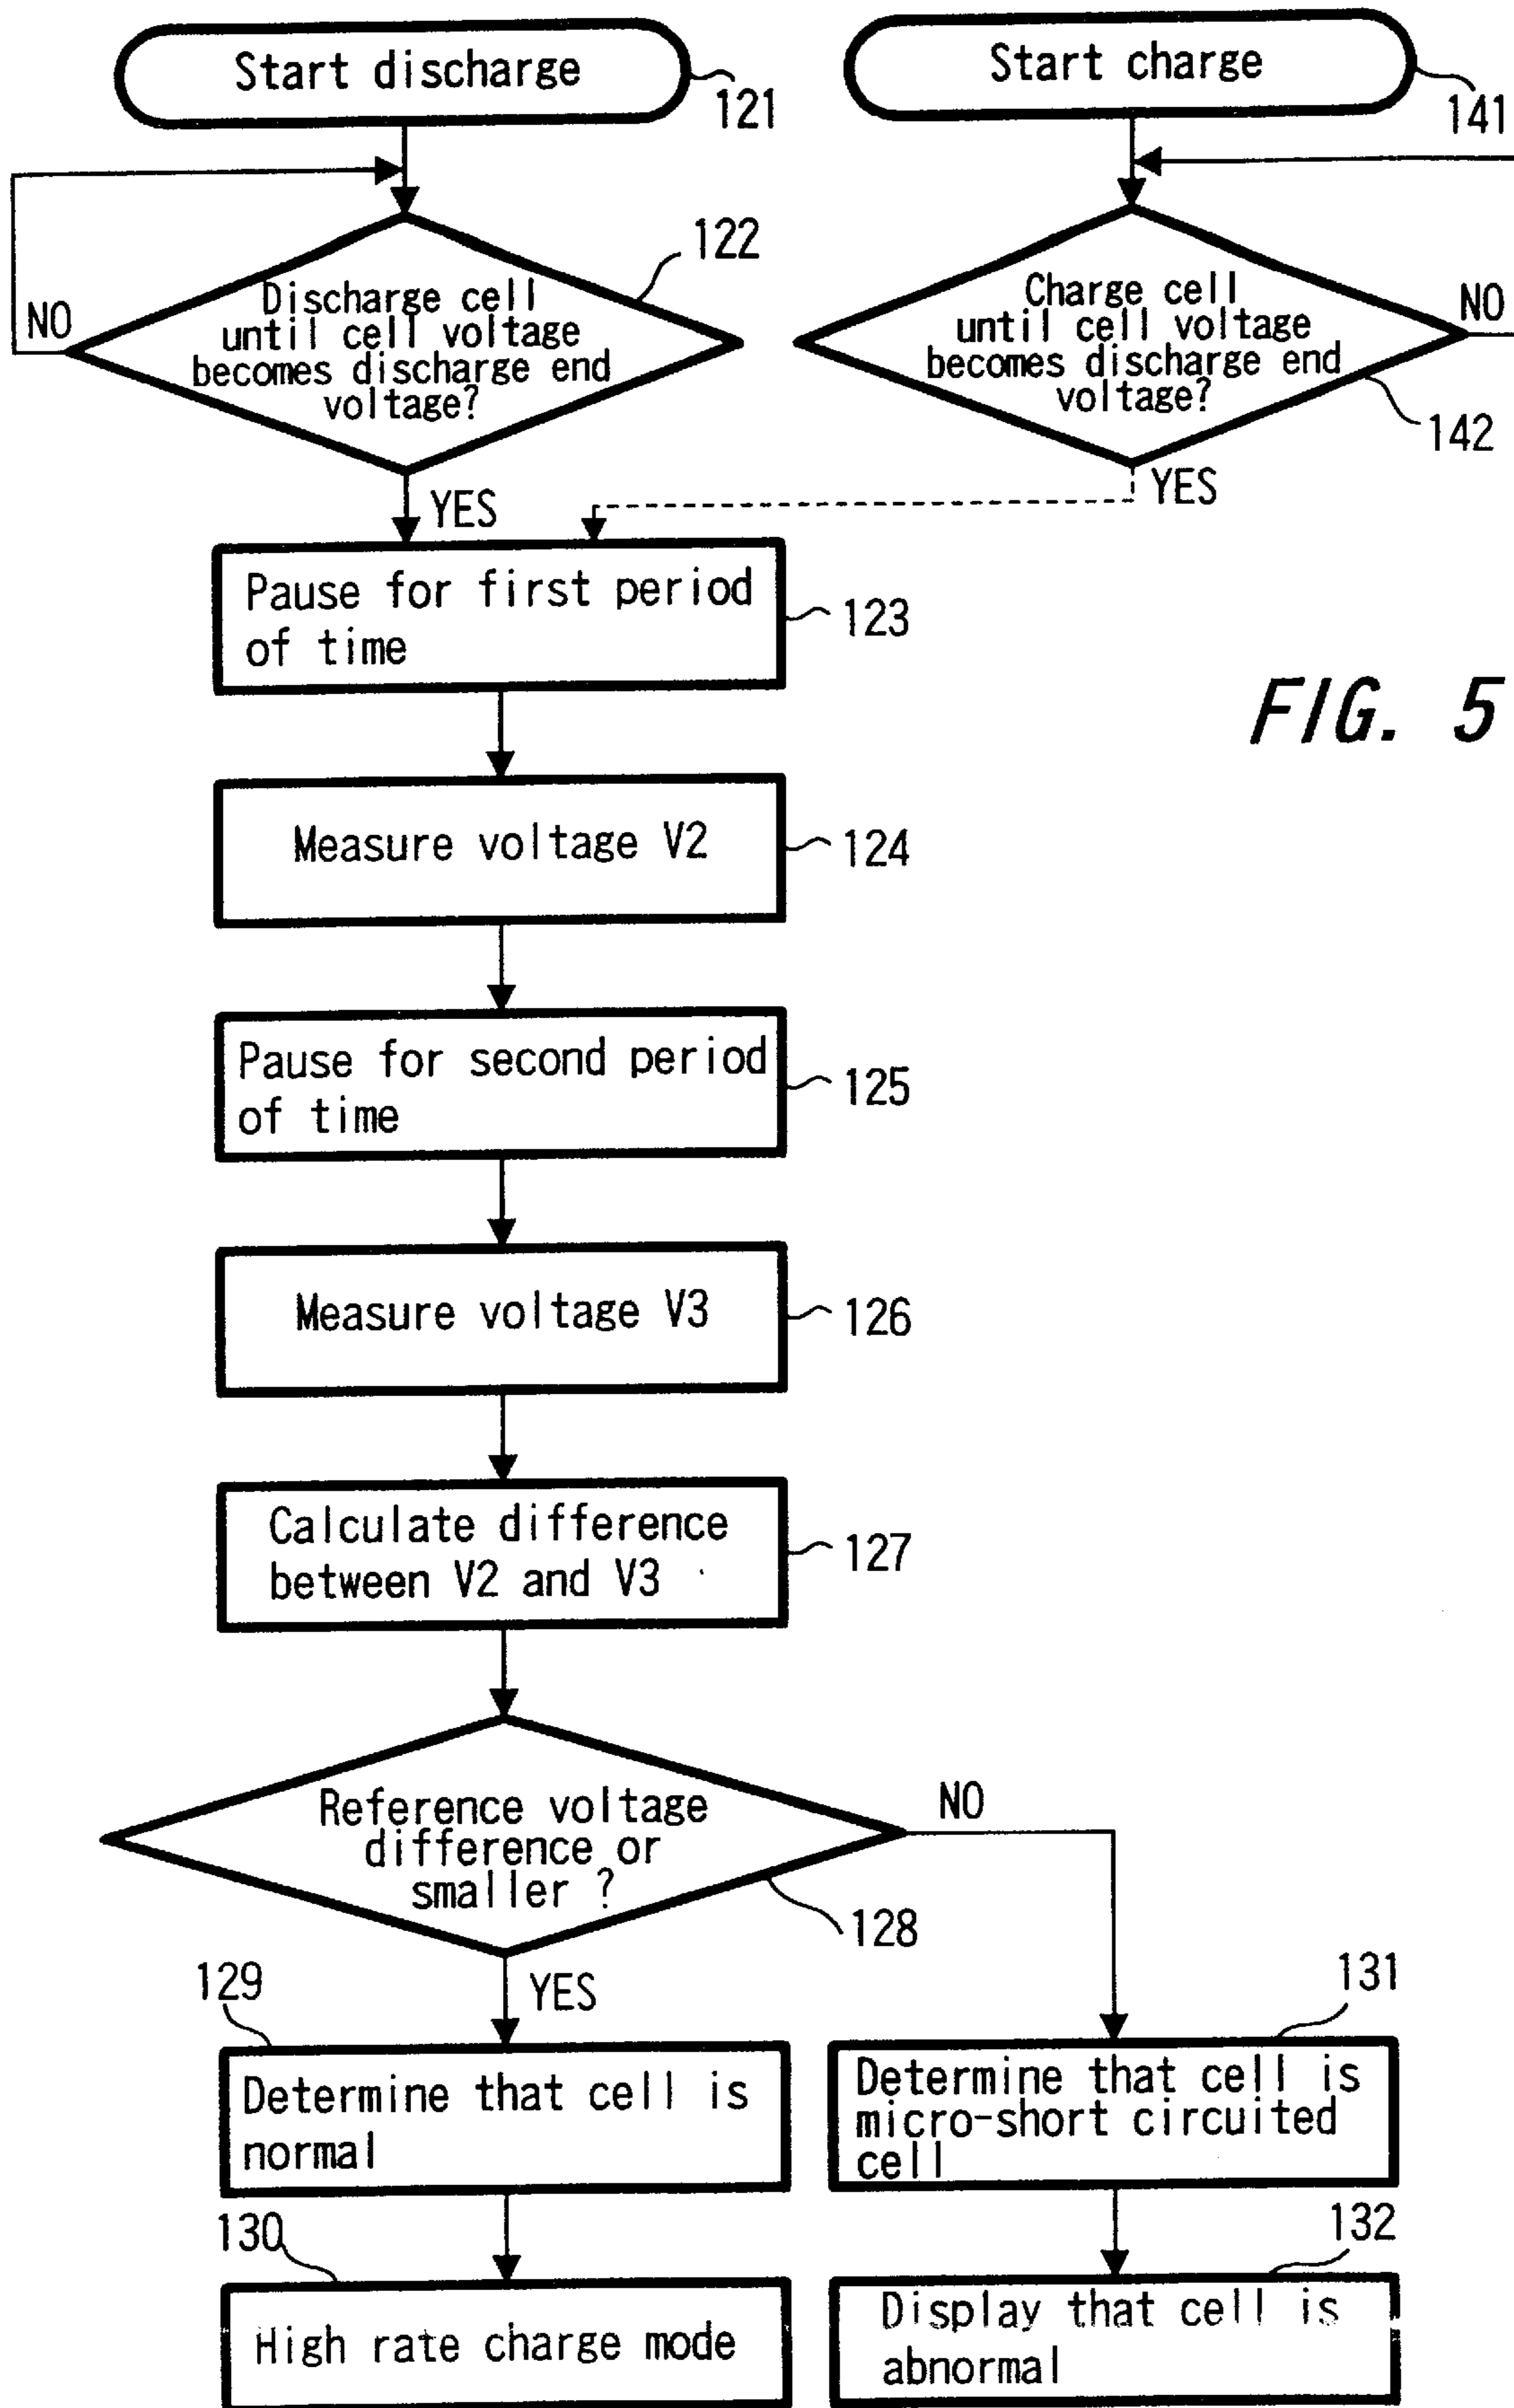 Start discharge
121
Start charge
141
122
Discharge cell
until cell voltage
becomes discharge end
voltage?
NO
YES
Charge cell
until cell voltage
becomes discharge end
voltage?
NO
142
YES
Pause for first period
of time
123
FIG. 5
Measure voltage V2
124
Pause for second period
of time
125
Measure voltage V3
126
Calculate difference
between V2 and V3
127
Reference voltage
difference or
smaller ?
NO
128
YES
129
Determine that cell is
normal
131
Determine that cell is
micro-short circuited
cell
130
High rate charge mode
132
Display that cell is
abnormal